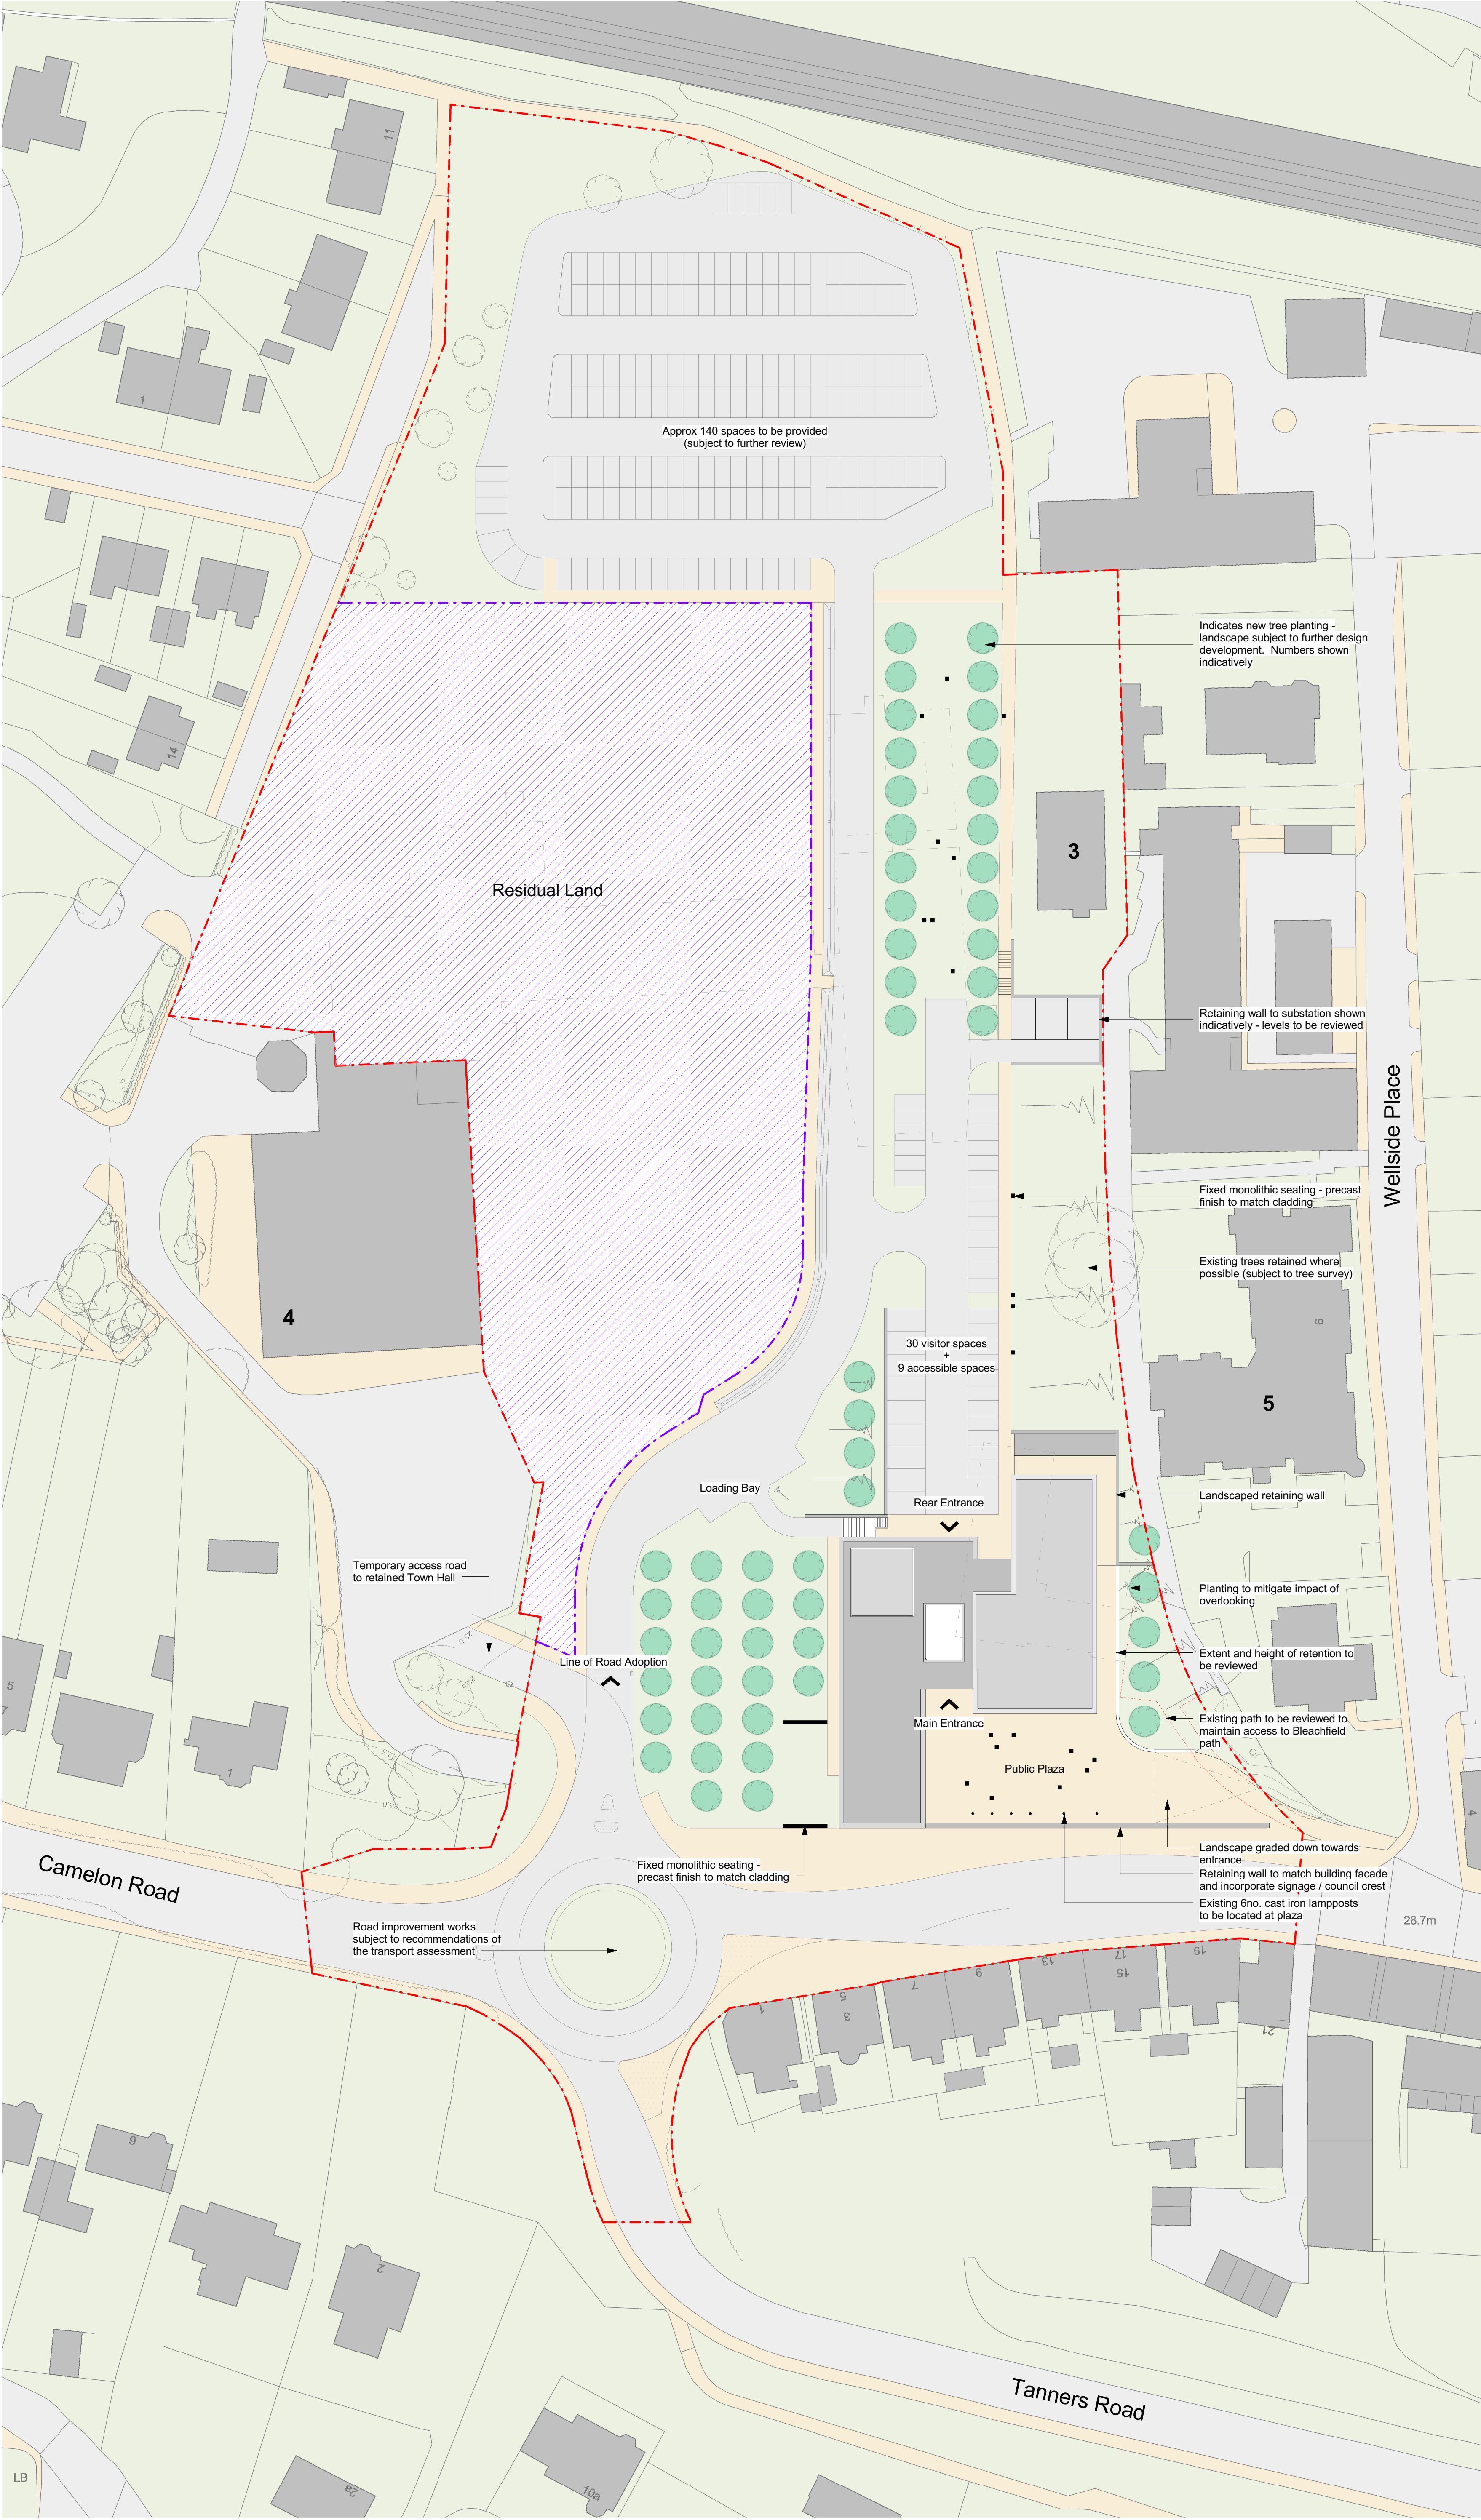 11
1
Approx 140 spaces to be provided
(subject to further review)
Indicates new tree planting -
landscape subject to further design
development.  Numbers shown
indicatively
14
3
Residual Land
Retaining wall to substation shown
indicatively - levels to be reviewed
Wellside Place
Fixed monolithic seating - precast
finish to match cladding
Existing trees retained where
possible (subject to tree survey)
4
9
30 visitor spaces
+
9 accessible spaces
5
Loading Bay
Rear Entrance
Landscaped retaining wall
Temporary access road
to retained Town Hall
Planting to mitigate impact of
overlooking
22.0
Line of Road Adoption
Extent and height of retention to
be reviewed
5
7
Main Entrance
Existing path to be reviewed to
maintain access to Bleachfield
path
Public Plaza
1
4
Landscape graded down towards
entrance
Fixed monolithic seating -
precast finish to match cladding
Retaining wall to match building facade
and incorporate signage / council crest
Camelon Road
Existing 6no. cast iron lampposts
to be located at plaza
28.7m
Road improvement works
subject to recommendations of
the transport assessment
1
5
3
7
9
13
17
15
19
21
9
2
Tanners Road
LB
2a
10a